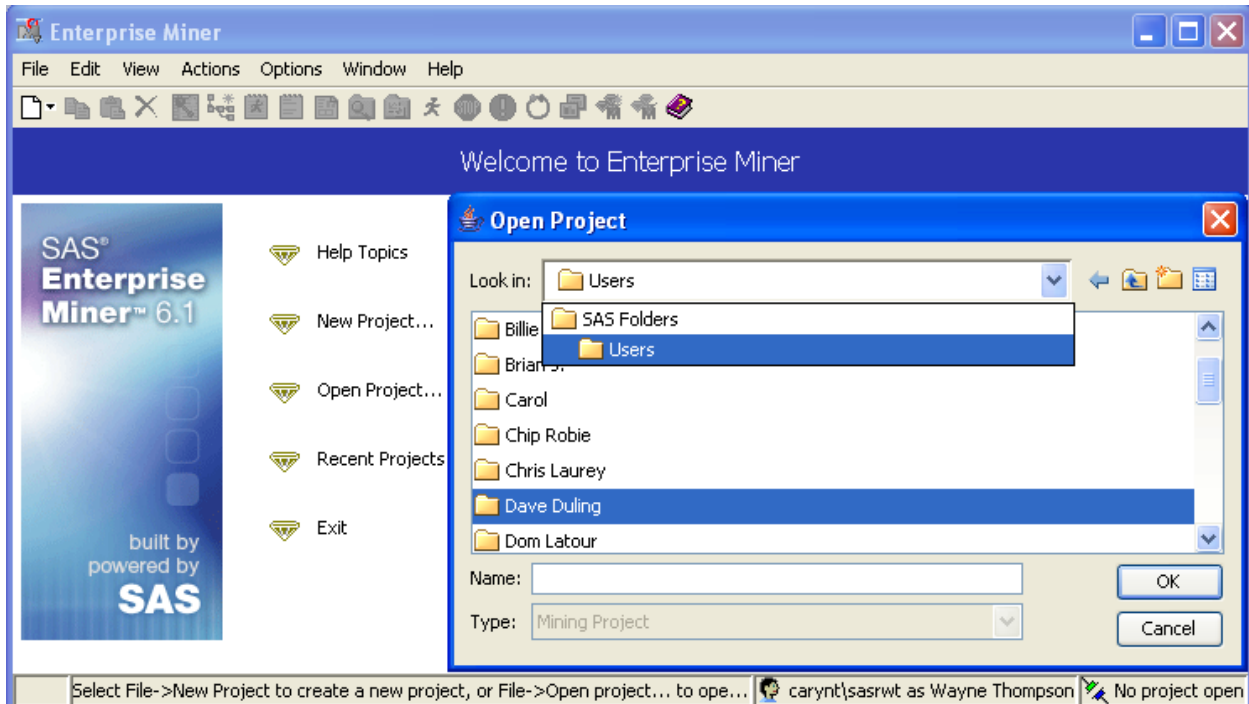 Enterprise Miner
File Edit View Actions Options Window Help
Welcome to Enterprise Miner
SAS®
Enterprise
Miner™ 6.1
built by
powered by
SAS
Help Topics
New Project...
Open Project...
Recent Projects
Exit
Open Project
Look in: Users
SAS Folders
Users
Billie
Brian J.
Carol
Chip Robie
Chris Laurey
Dave Duling
Dom Latour
Name:
Type: Mining Project
OK
Cancel
Select File->New Project to create a new project, or File->Open project... to ope... carynt\sasrwt as Wayne Thompson No project open